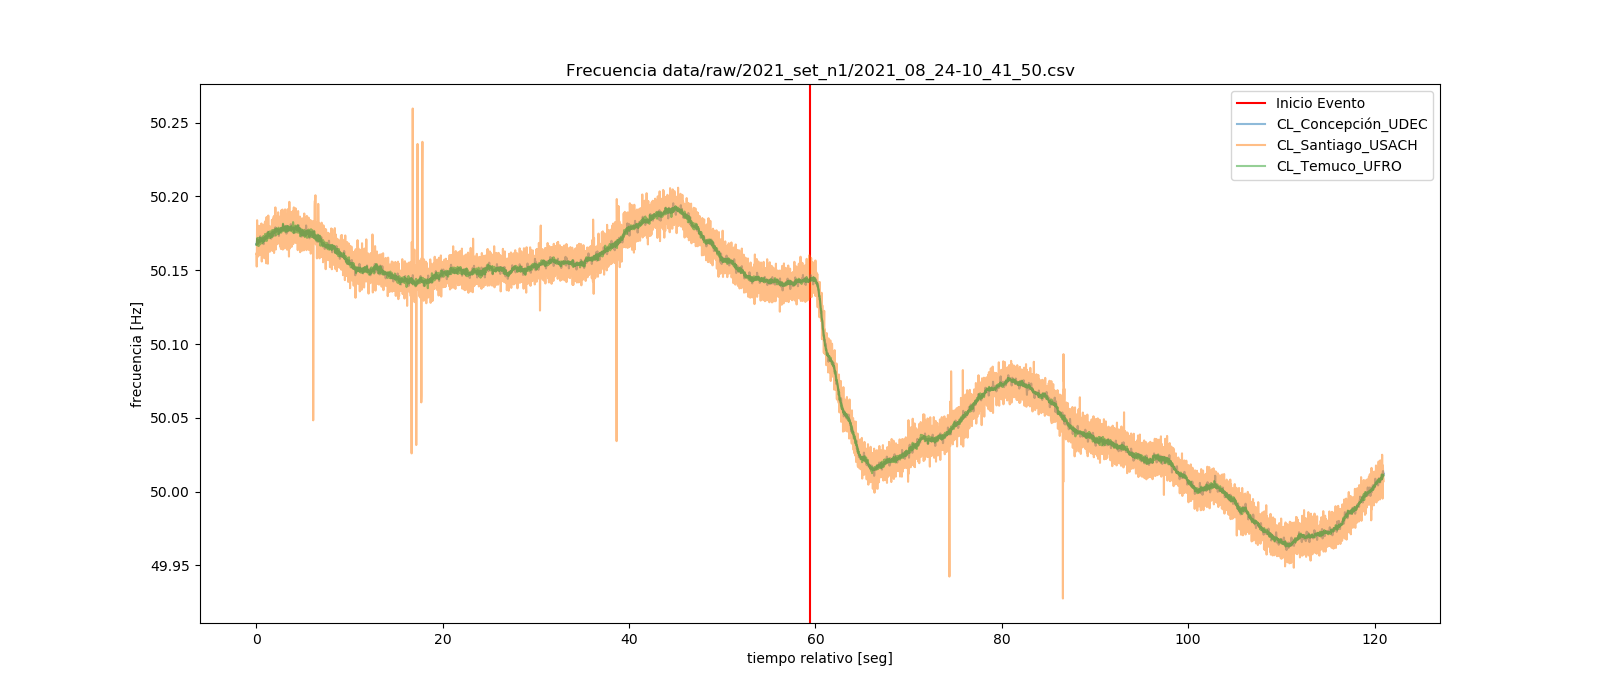 Frecuencia data/raw/2021_set_n1/2021_08_24-10_41_50.csv
Inicio Evento
CL_Concepción_UDEC
CL_Santiago_USACH
CL_Temuco_UFRO
frecuencia [Hz]
50.25
50.20
50.15
50.10
50.05
50.00
49.95
0 20 40 60 80 100 120
tiempo relativo [seg]